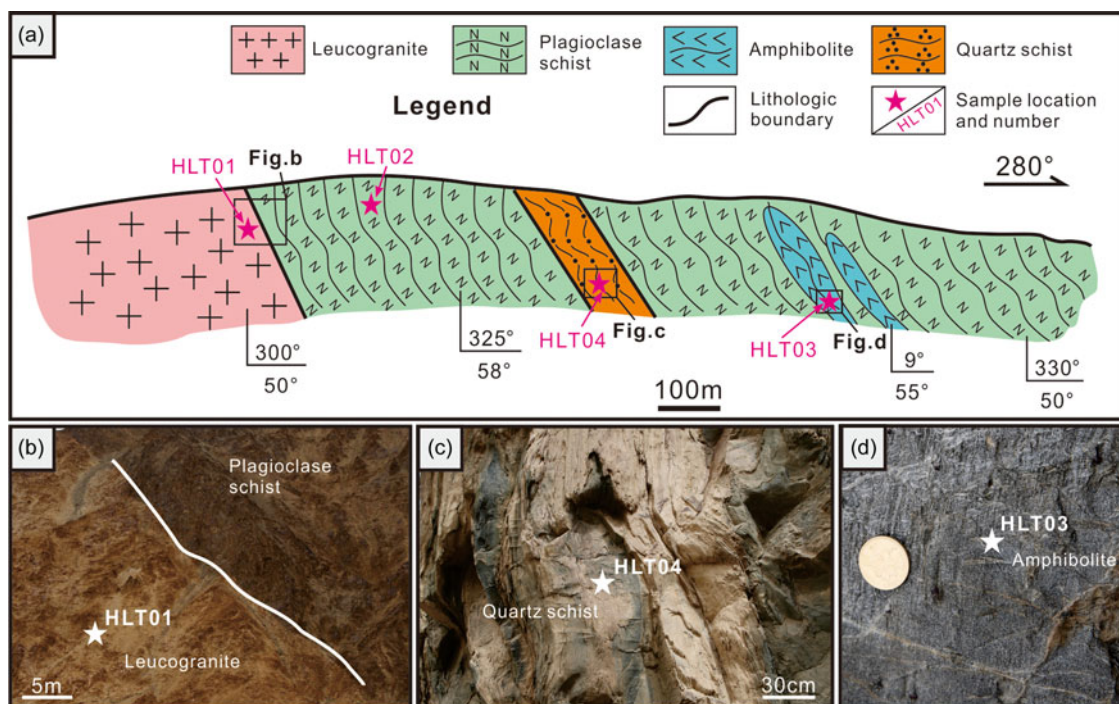 (a)
Leucogranite
Plagioclase
schist
Amphibolite
Quartz schist
Legend
Lithologic
boundary
HLT01
Sample location
and number
HLT01
Fig.b
HLT02
280°
HLT04
Fig.c
HLT03
Fig.d
300°
50°
325°
58°
100m
9°
55°
330°
50°
(b)
Plagioclase
schist
HLT01
Leucogranite
5m
(c)
HLT04
Quartz schist
30cm
(d)
HLT03
Amphibolite